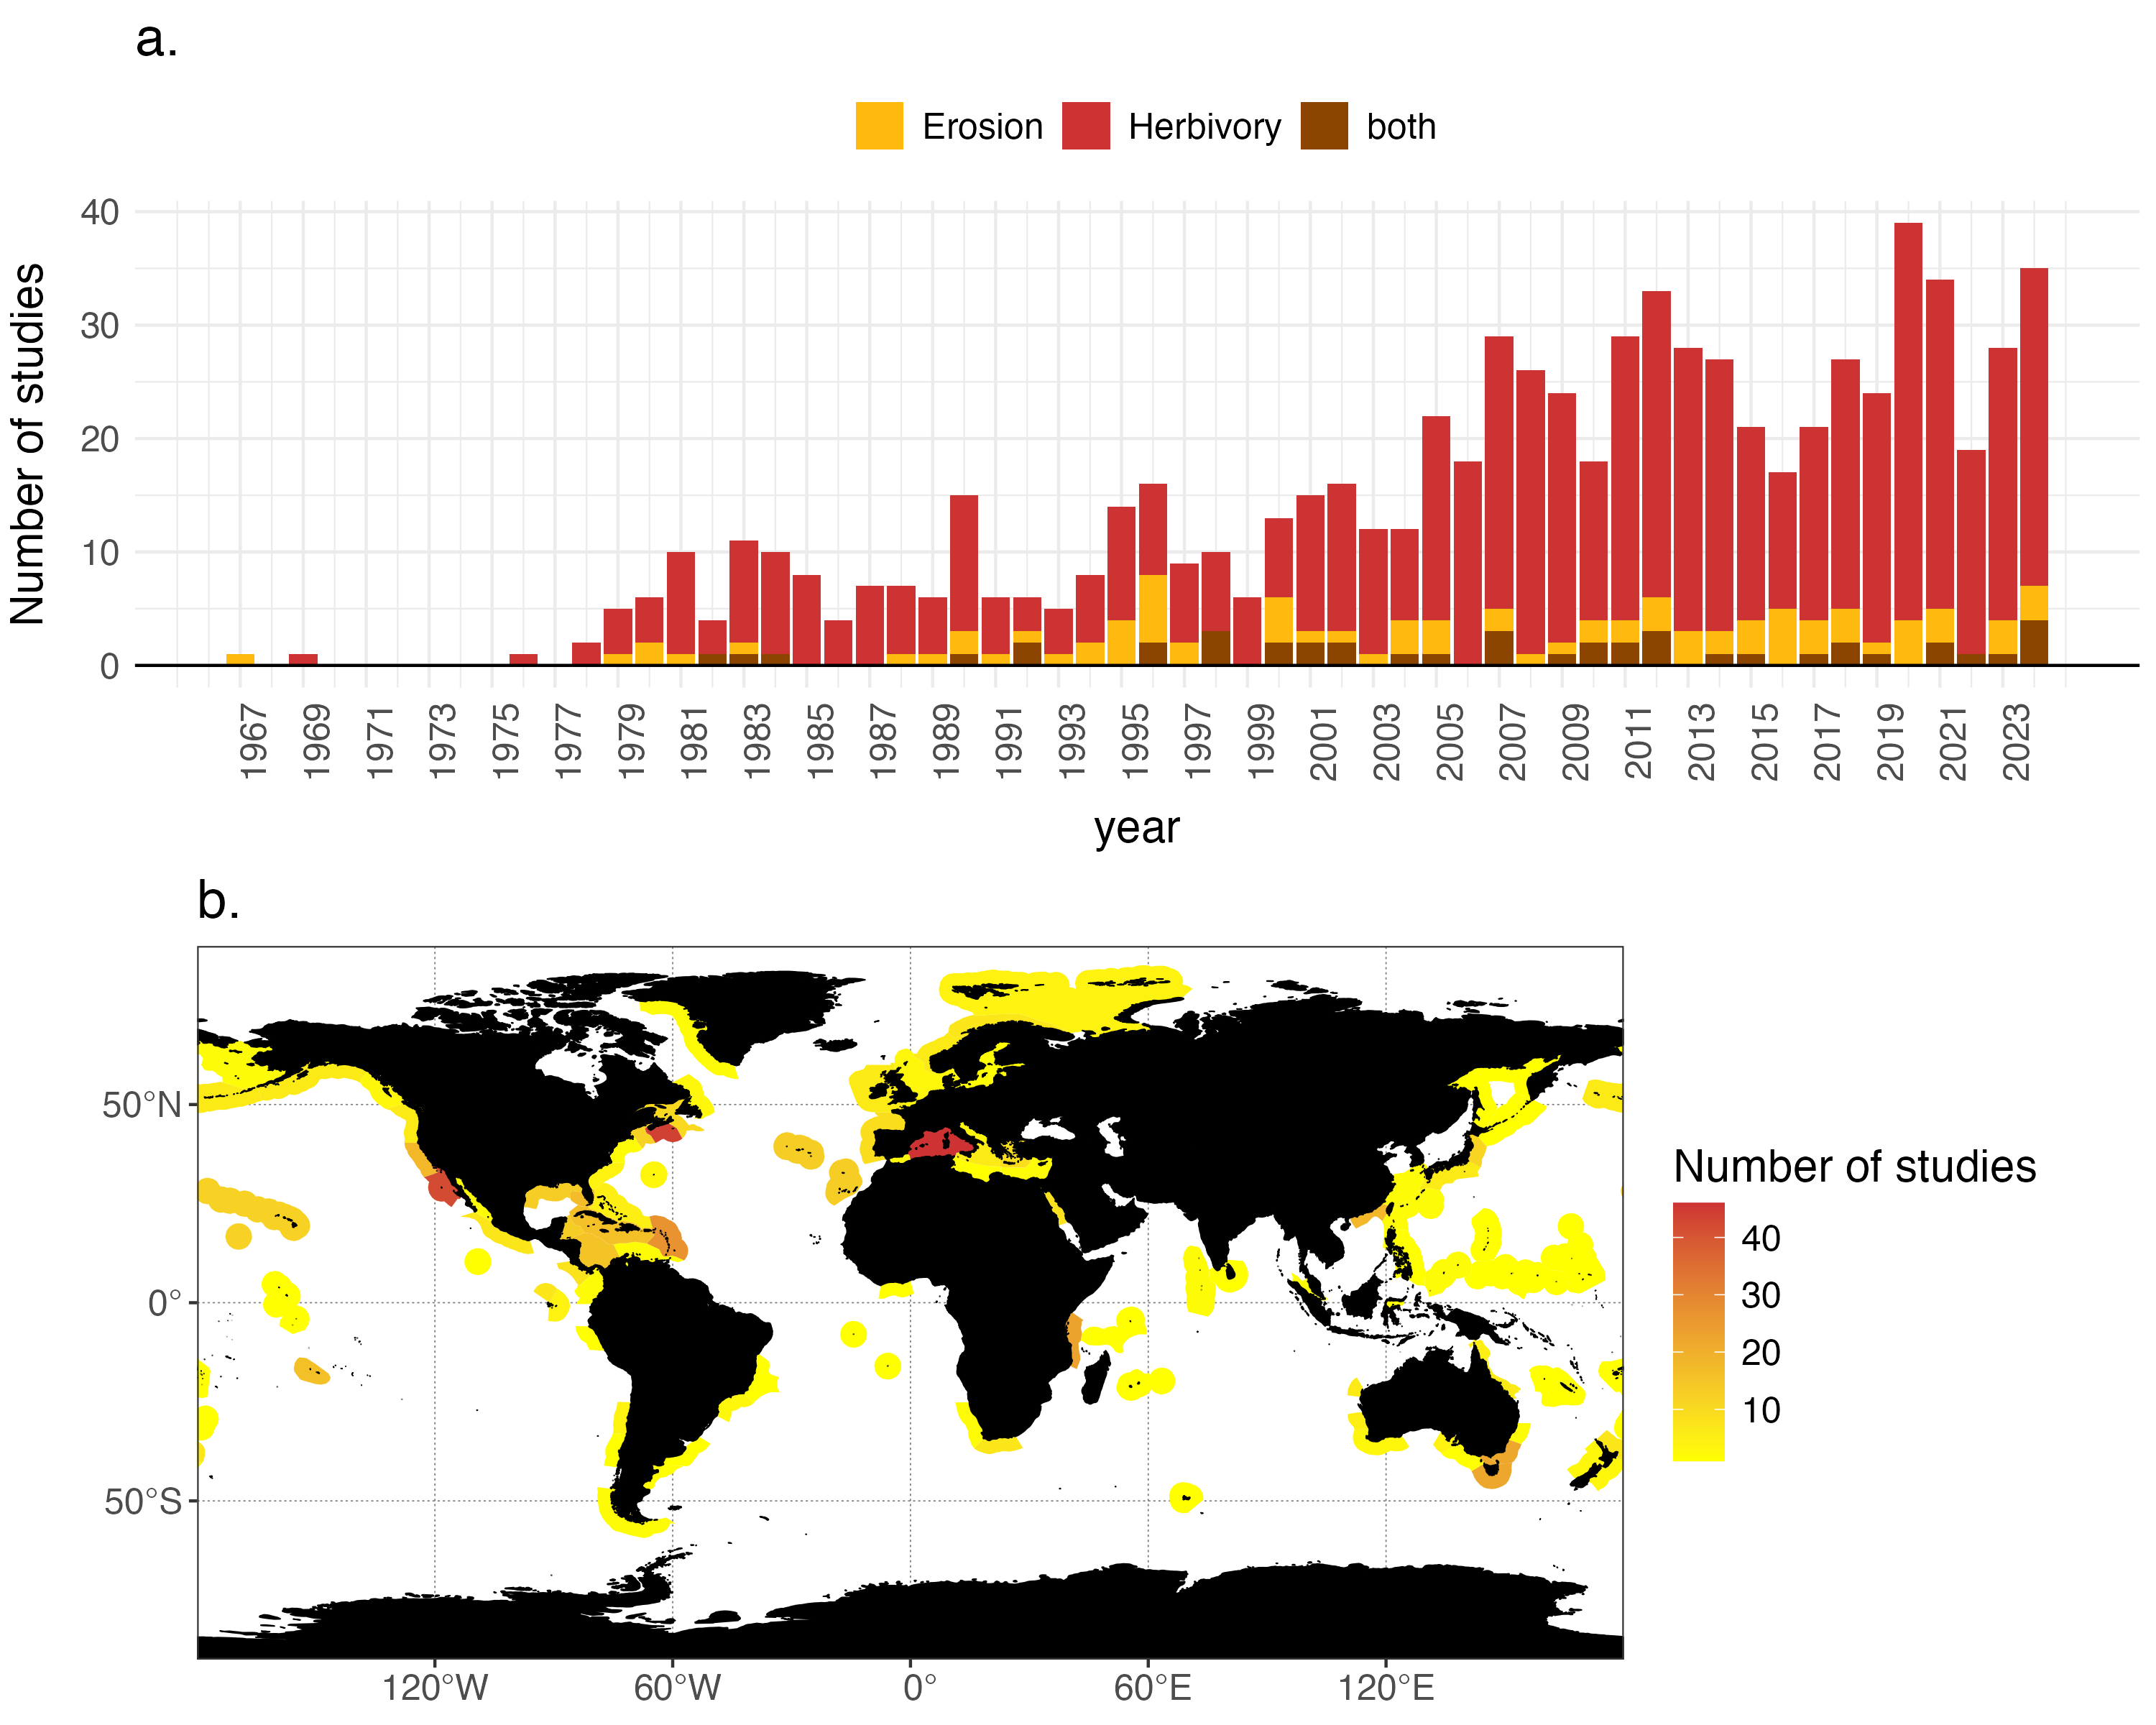 a.
Erosion Herbivory both
Number of studies
40
30
20
10
0
1967 1969 1971 1973 1975 1977 1979 1981 1983 1985 1987 1989 1991 1993 1995 1997 1999 2001 2003 2005 2007 2009 2011 2013 2015 2017 2019 2021 2023
year
b.
50°N
0°
50°S
120°W 60°W 0° 60°E 120°E
Number of studies
40
30
20
10